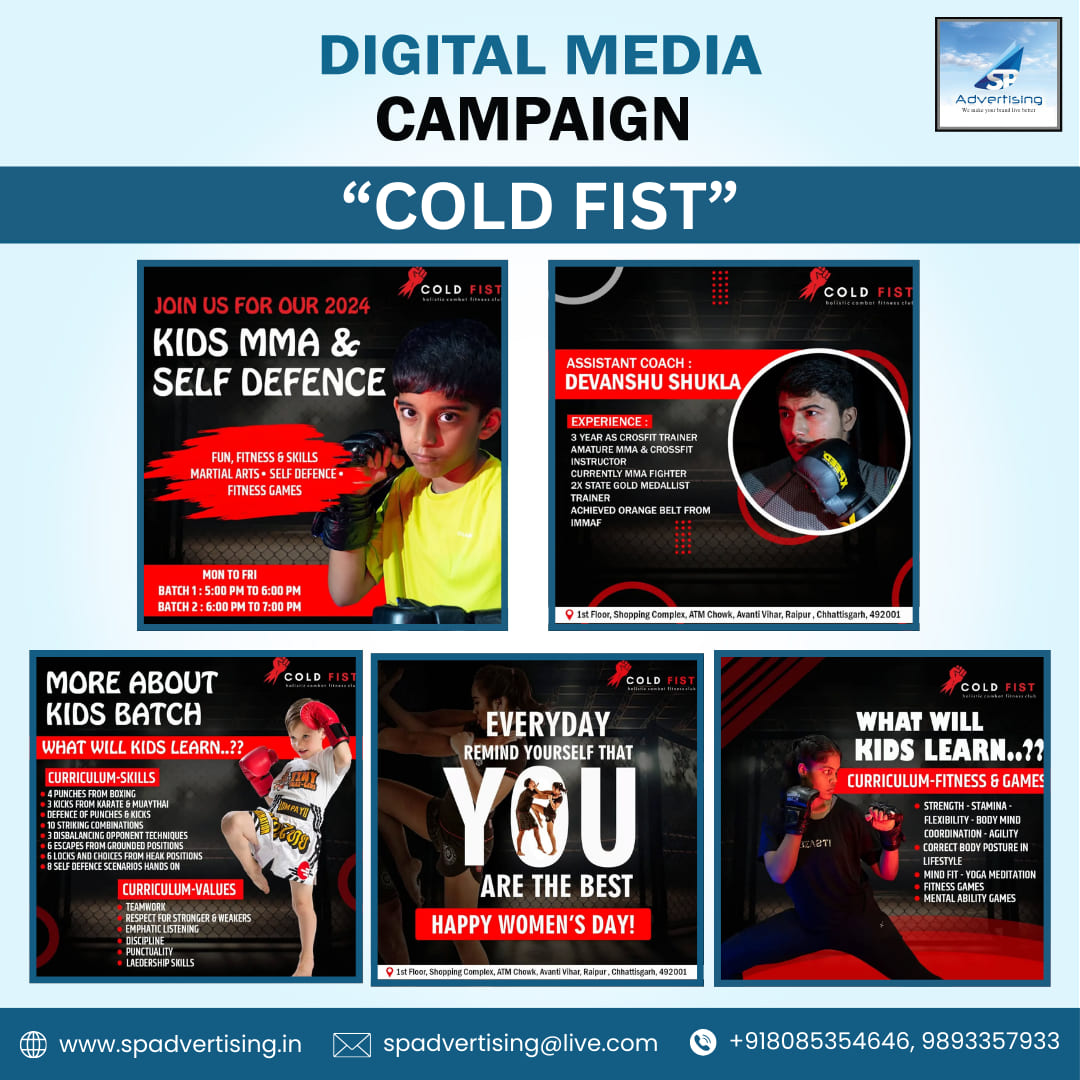 DIGITAL MEDIA
CAMPAIGN
SP
Advertising
We make your brand live better
“COLD FIST”
COLD FIST
holistic combat fitness clu
JOIN US FOR OUR 2024
KIDS MMA &
SELF DEFENCE
FUN, FITNESS & SKILLS
MARTIAL ARTS • SELF DEFENCE •
FITNESS GAMES
MON TO FRI
BATCH 1 : 5:00 PM TO 6:00 PM
BATCH 2 : 6:00 PM TO 7:00 PM
COLD FIST
holistic combat fitness clu
ASSISTANT COACH :
DEVANSHU SHUKLA
EXPERIENCE :
3 YEAR AS CROSFIT TRAINER
AMATURE MMA & CROSSFIT
INSTRUCTOR
CURRENTLY MMA FIGHTER
2X STATE GOLD MEDALLIST
TRAINER
ACHIEVED ORANGE BELT FROM
IMMAF
1st Floor, Shopping Complex, ATM Chowk, Avanti Vihar, Raipur , Chhattisgarh, 492001
COLD FIST
holistic combat fitness clu
MORE ABOUT
KIDS BATCH
WHAT WILL KIDS LEARN..??
CURRICULUM-SKILLS
• 4 PUNCHES FROM BOXING
• 3 KICKS FROM KARATE & MUAYTHAI
• DEFENCE OF PUNCHES & KICKS
• 10 STRIKING COMBINATIONS
• 3 DISBALANCING OPPONENT TECHNIQUES
• 6 ESCAPES FROM GROUNDED POSITIONS
• 6 LOCKS AND CHOICES FROM HEAK POSITIONS
• 8 SELF DEFENCE SCENARIOS HANDS ON
CURRICULUM-VALUES
• TEAMWORK
• RESPECT FOR STRONGER & WEAKERS
• EMPHATIC LISTENING
• DISCIPLINE
• PUNCTUALITY
• LAEDERSHIP SKILLS
COLD FIST
holistic combat fitness club
EVERYDAY
REMIND YOURSELF THAT
YOU
ARE THE BEST
HAPPY WOMEN’S DAY!
1st Floor, Shopping Complex, ATM Chowk, Avanti Vihar, Raipur , Chhattisgarh, 492001
COLD FIST
holistic combat fitness club
WHAT WILL
KIDS LEARN..??
CURRICULUM-FITNESS & GAMES
• STRENGTH - STAMINA -
FLEXIBILITY - BODY MIND
COORDINATION - AGILITY
• CORRECT BODY POSTURE IN
LIFESTYLE
• MIND FIT - YOGA MEDITATION
• FITNESS GAMES
• MENTAL ABILITY GAMES
www.spadvertising.in
spadvertising@live.com
+918085354646, 9893357933